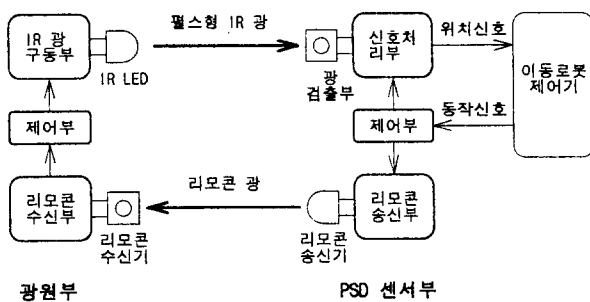 IR 광
구동부
IR LED
펄스형 IR 광
광
검출부
신호처
리부
위치신호
이동로봇
제어기
동작신호
제어부
제어부
리모콘
수신부
리모콘
수신기
리모콘 광
리모콘
송신기
리모콘
송신부
광원부
PSD 센서부